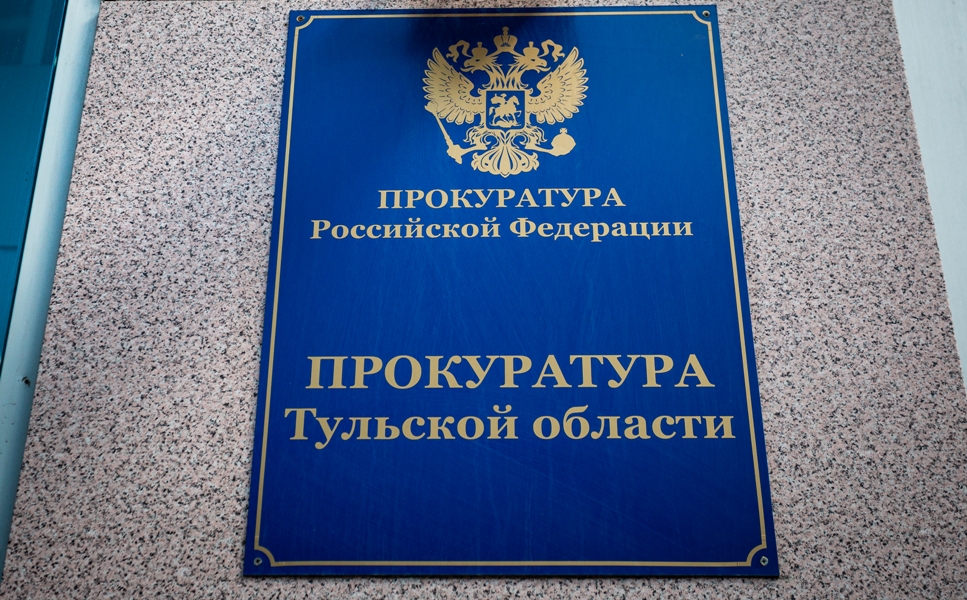 ПРОКУРАТУРА
Российской Федерации
ПРОКУРАТУРА
Тульской области